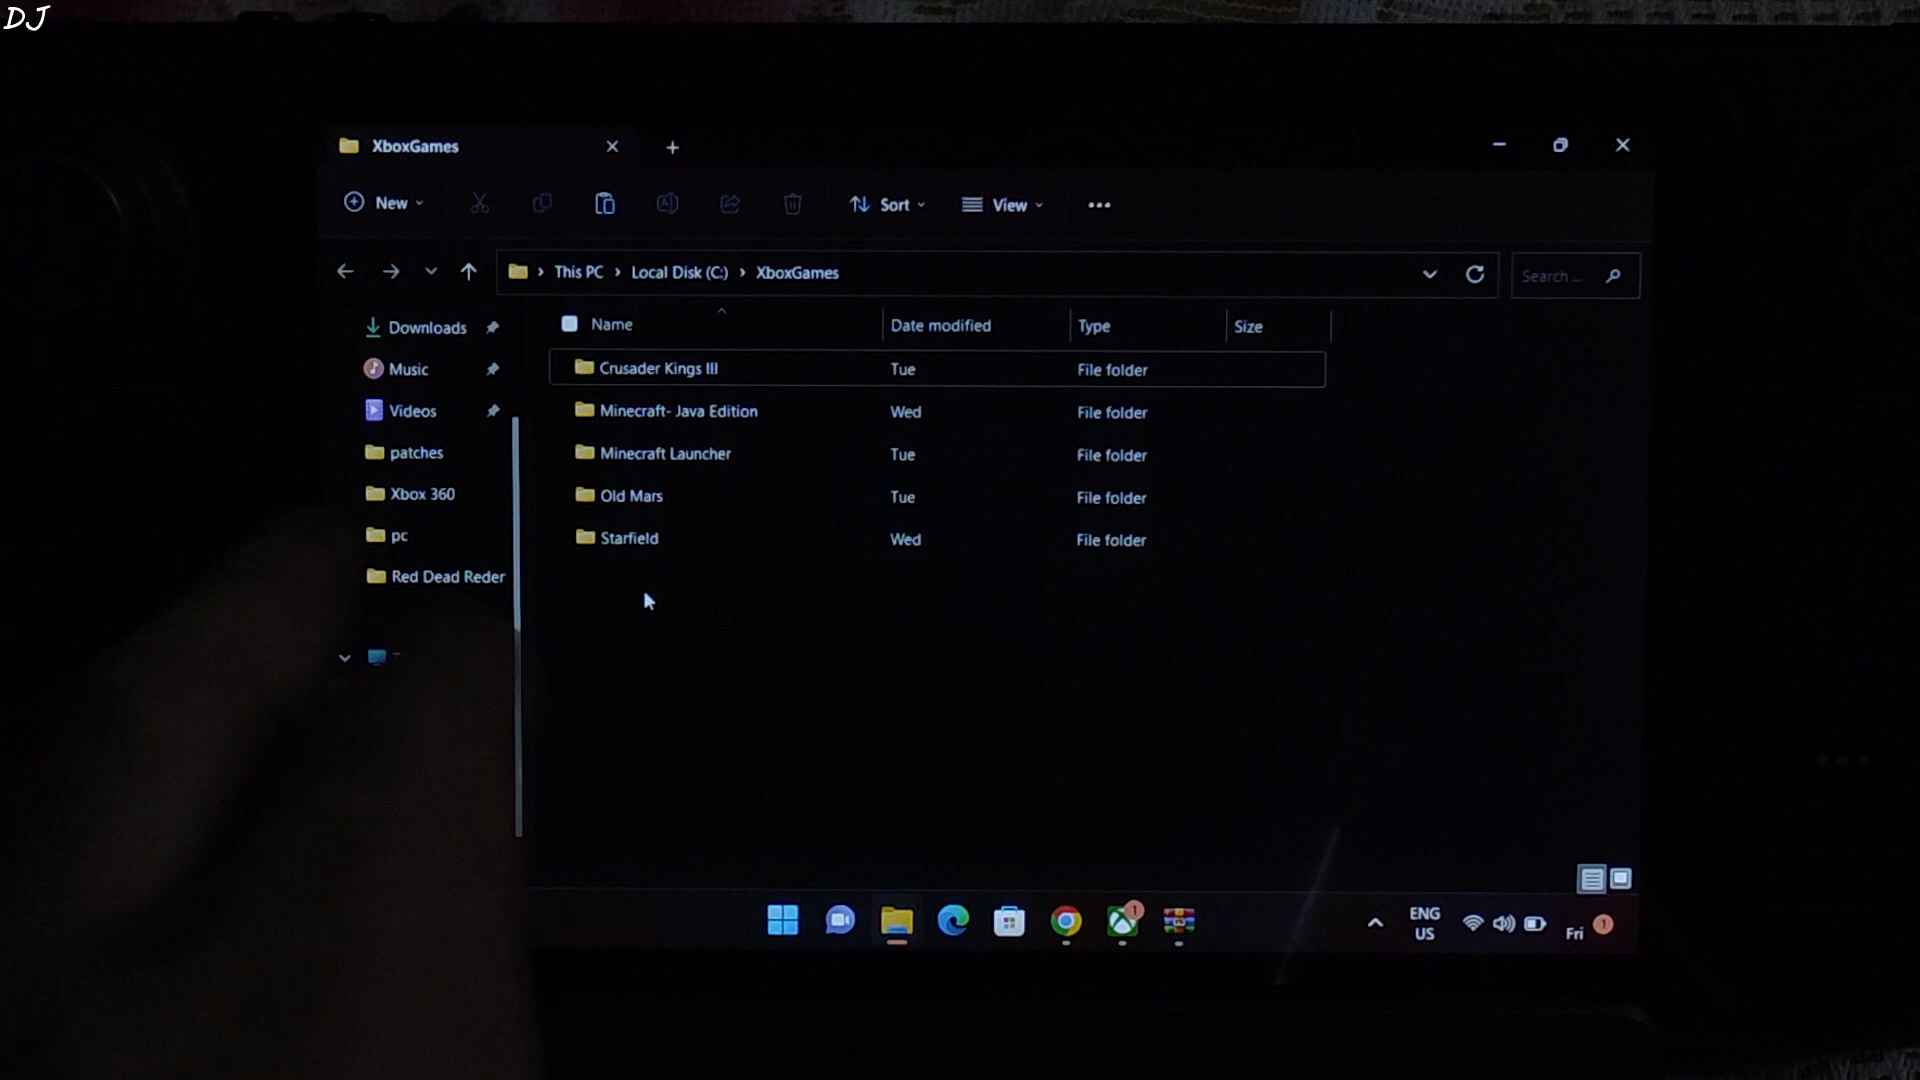 DJ
XboxGames
New
Sort
View
This PC > Local Disk (C:) > XboxGames
Search ...
Downloads
Music
Videos
patches
Xbox 360
pc
Red Dead Reder
Name Date modified Type Size
Crusader Kings III Tue File folder
Minecraft- Java Edition Wed File folder
Minecraft Launcher Tue File folder
Old Mars Tue File folder
Starfield Wed File folder
1
ENG
US
Fri
1